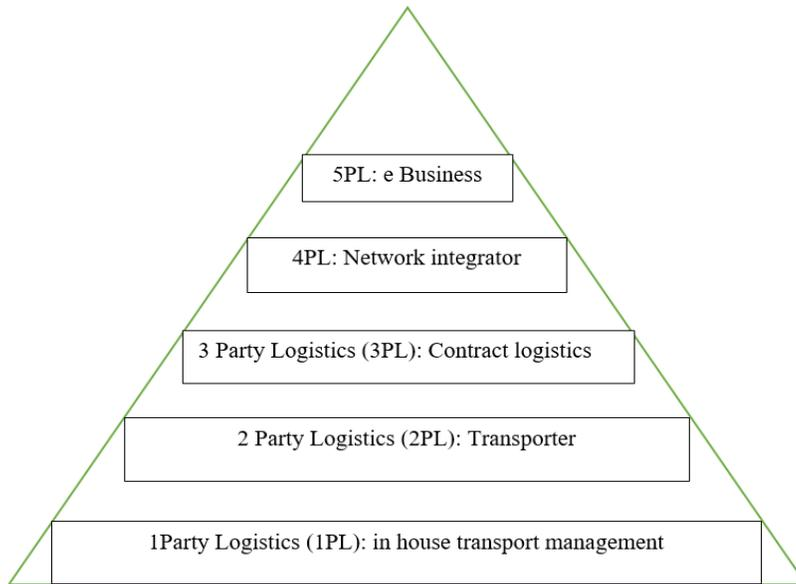 5PL: e Business
4PL: Network integrator
3 Party Logistics (3PL): Contract logistics
2 Party Logistics (2PL): Transporter
1Party Logistics (1PL): in house transport management